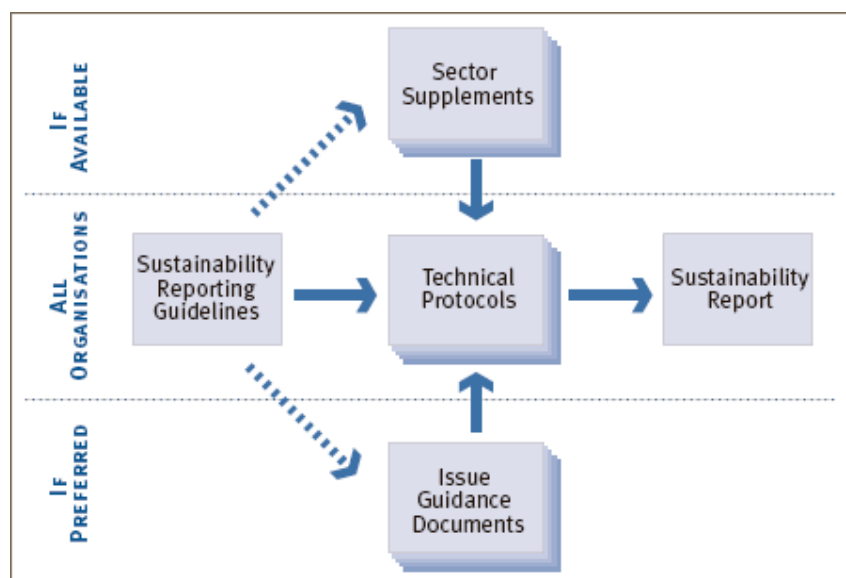 IF
AVAILABLE
Sector
Supplements
ALL
ORGANISATIONS
Sustainability
Reporting
Guidelines
Technical
Protocols
Sustainability
Report
IF
PREFERRED
Issue
Guidance
Documents